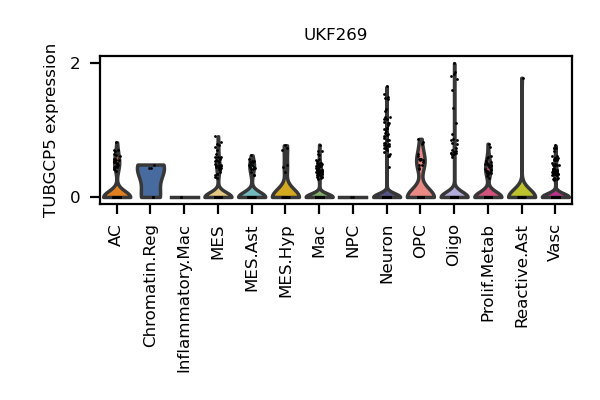 UKF269
TUBGCP5 expression
2
0
AC
Chromatin.Reg
Inflammatory.Mac
MES
MES.Ast
MES.Hyp
Mac
NPC
Neuron
OPC
Oligo
Prolif.Metab
Reactive.Ast
Vasc